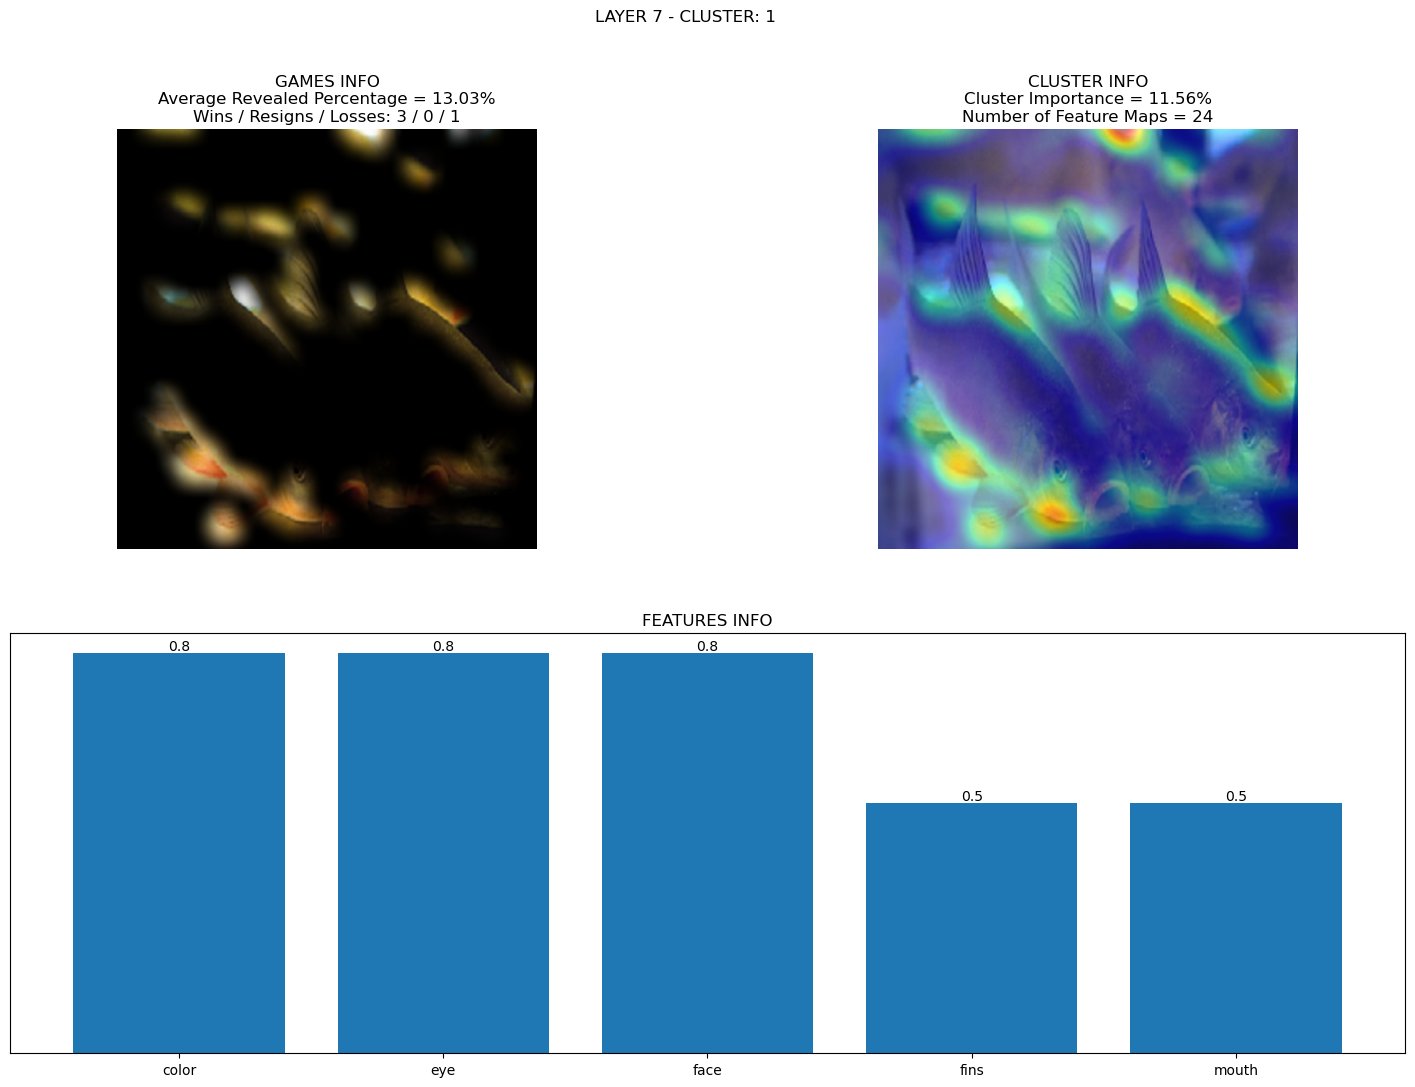 LAYER 7 - CLUSTER: 1
GAMES INFO
Average Revealed Percentage = 13.03%
Wins / Resigns / Losses: 3 / 0 / 1
CLUSTER INFO
Cluster Importance = 11.56%
Number of Feature Maps = 24
FEATURES INFO
0.8 0.8 0.8 0.5 0.5
color eye face fins mouth